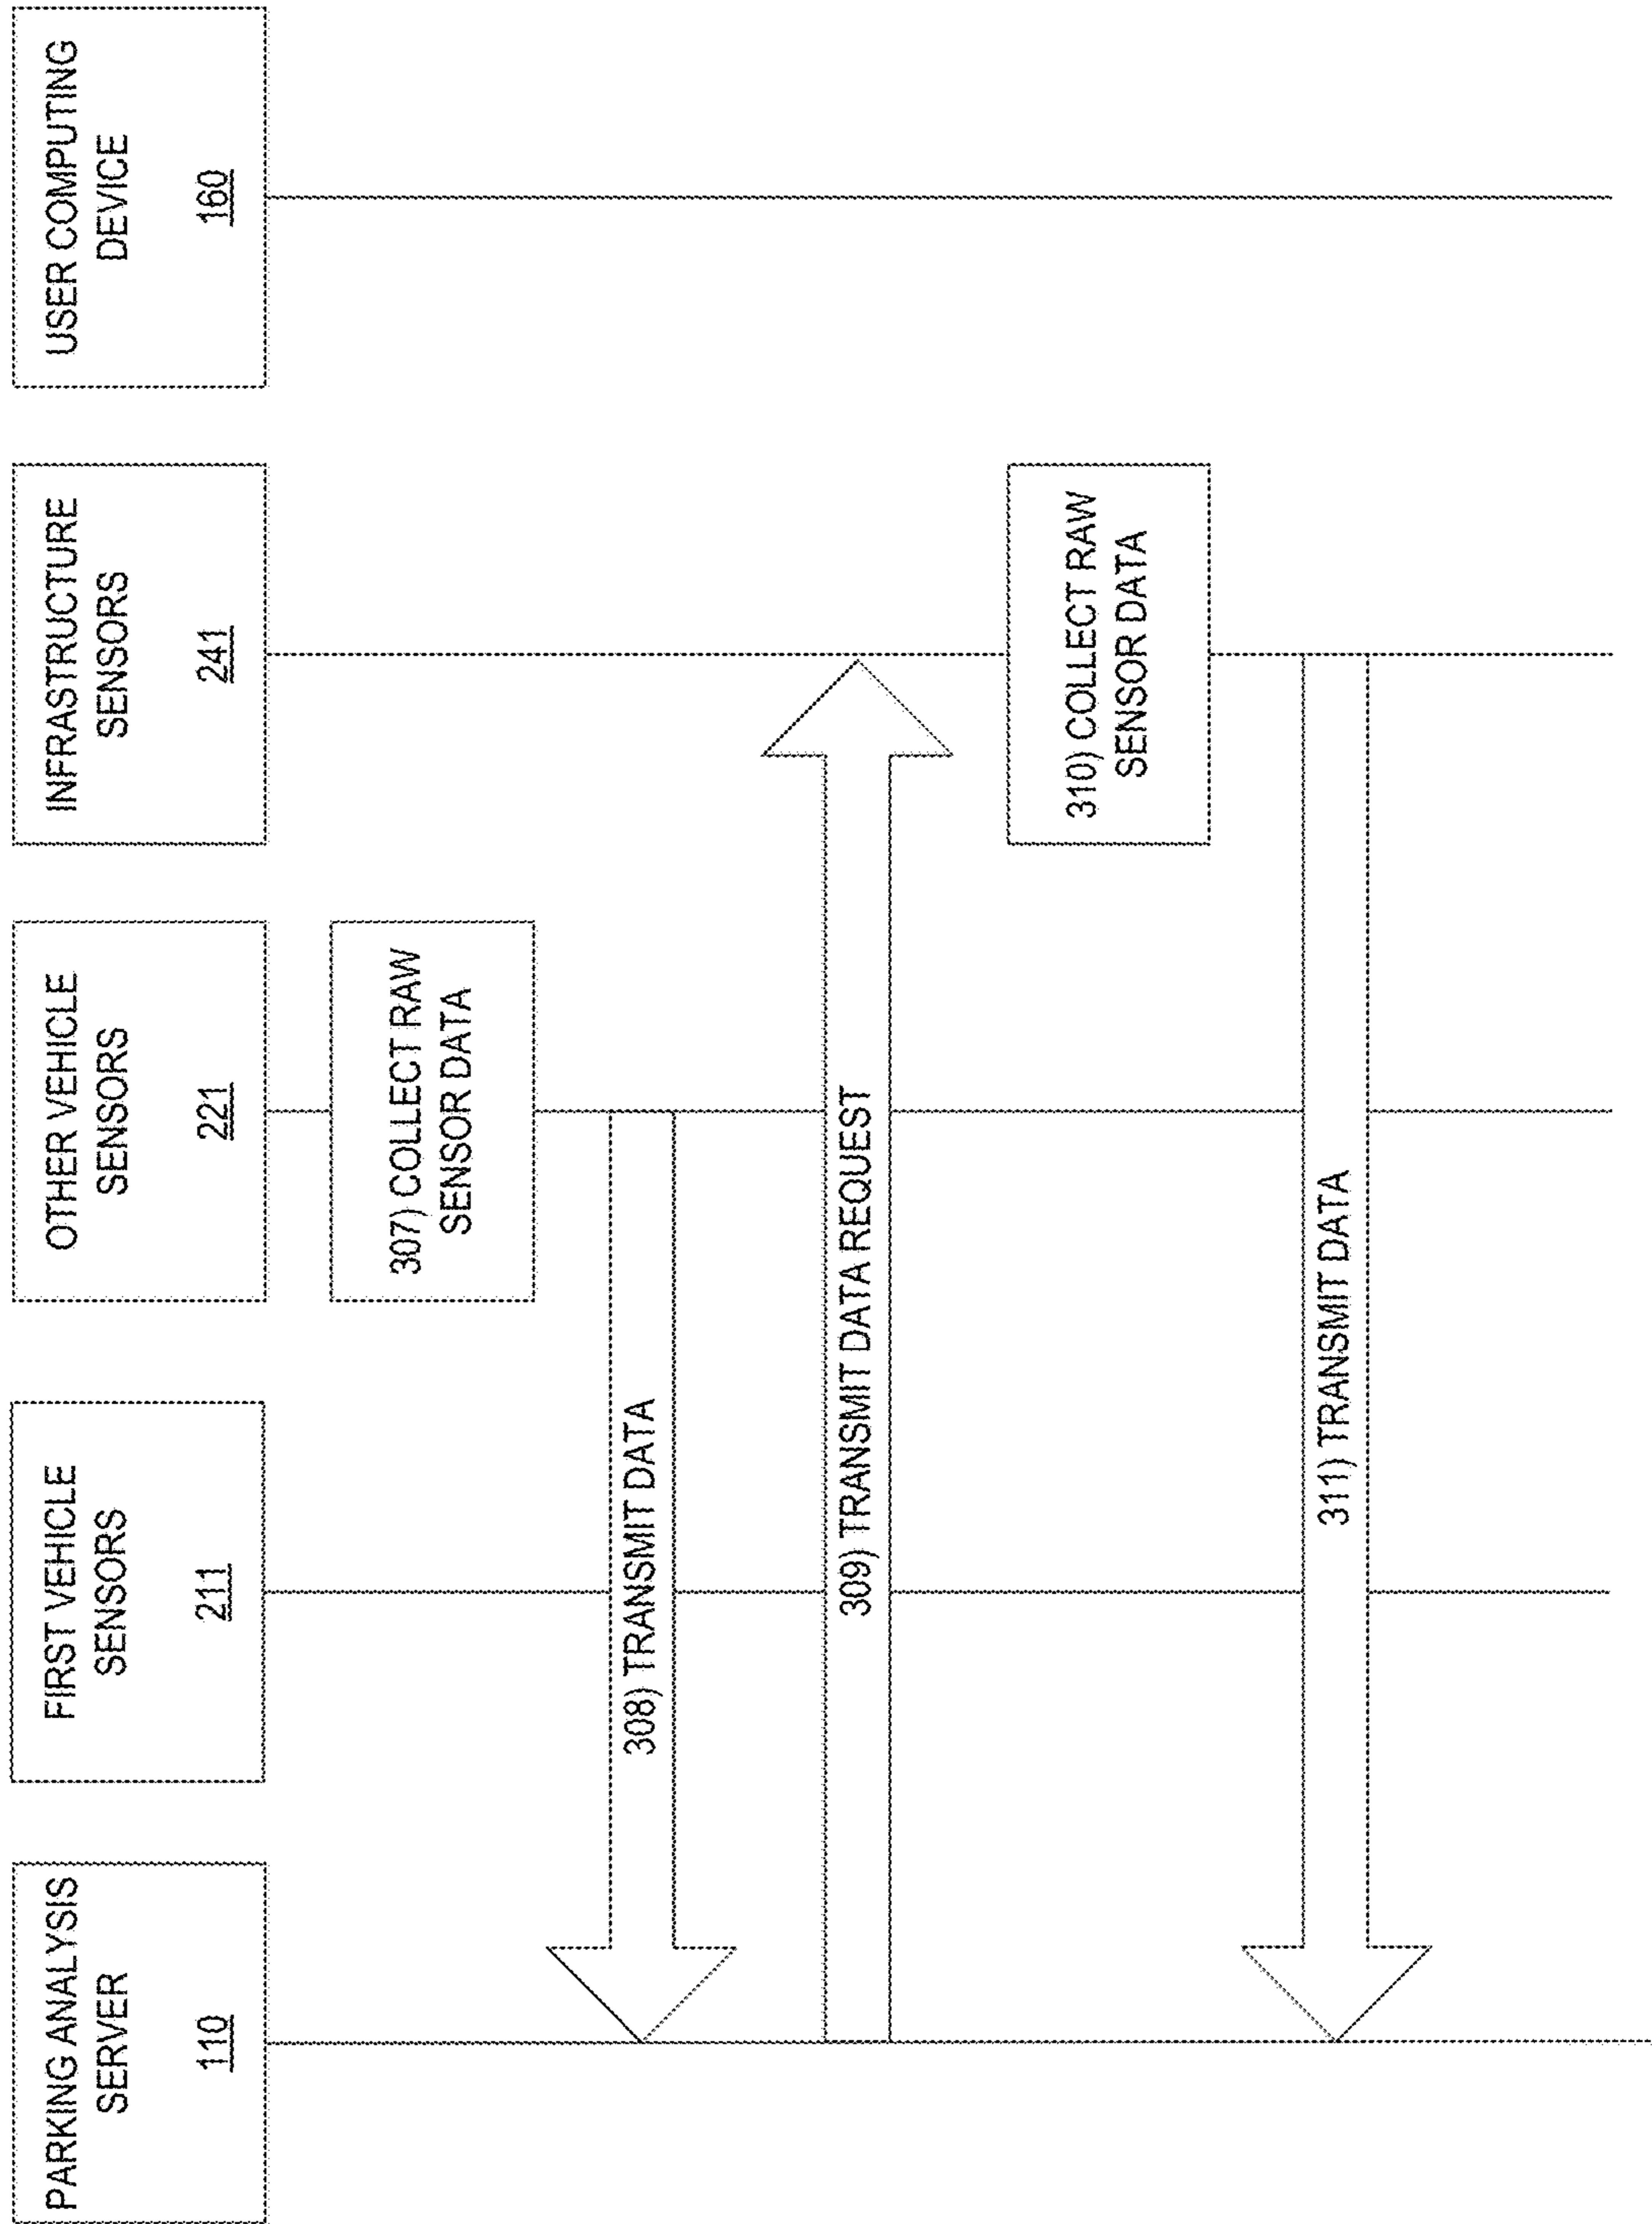 PARKING ANALYSIS
SERVER
110
FIRST VEHICLE
SENSORS
211
OTHER VEHICLE
SENSORS
221
INFRASTRUCTURE
SENSORS
241
USER COMPUTING
DEVICE
160
307) COLLECT RAW
SENSOR DATA
308) TRANSMIT DATA
309) TRANSMIT DATA REQUEST
310) COLLECT RAW
SENSOR DATA
311) TRANSMIT DATA